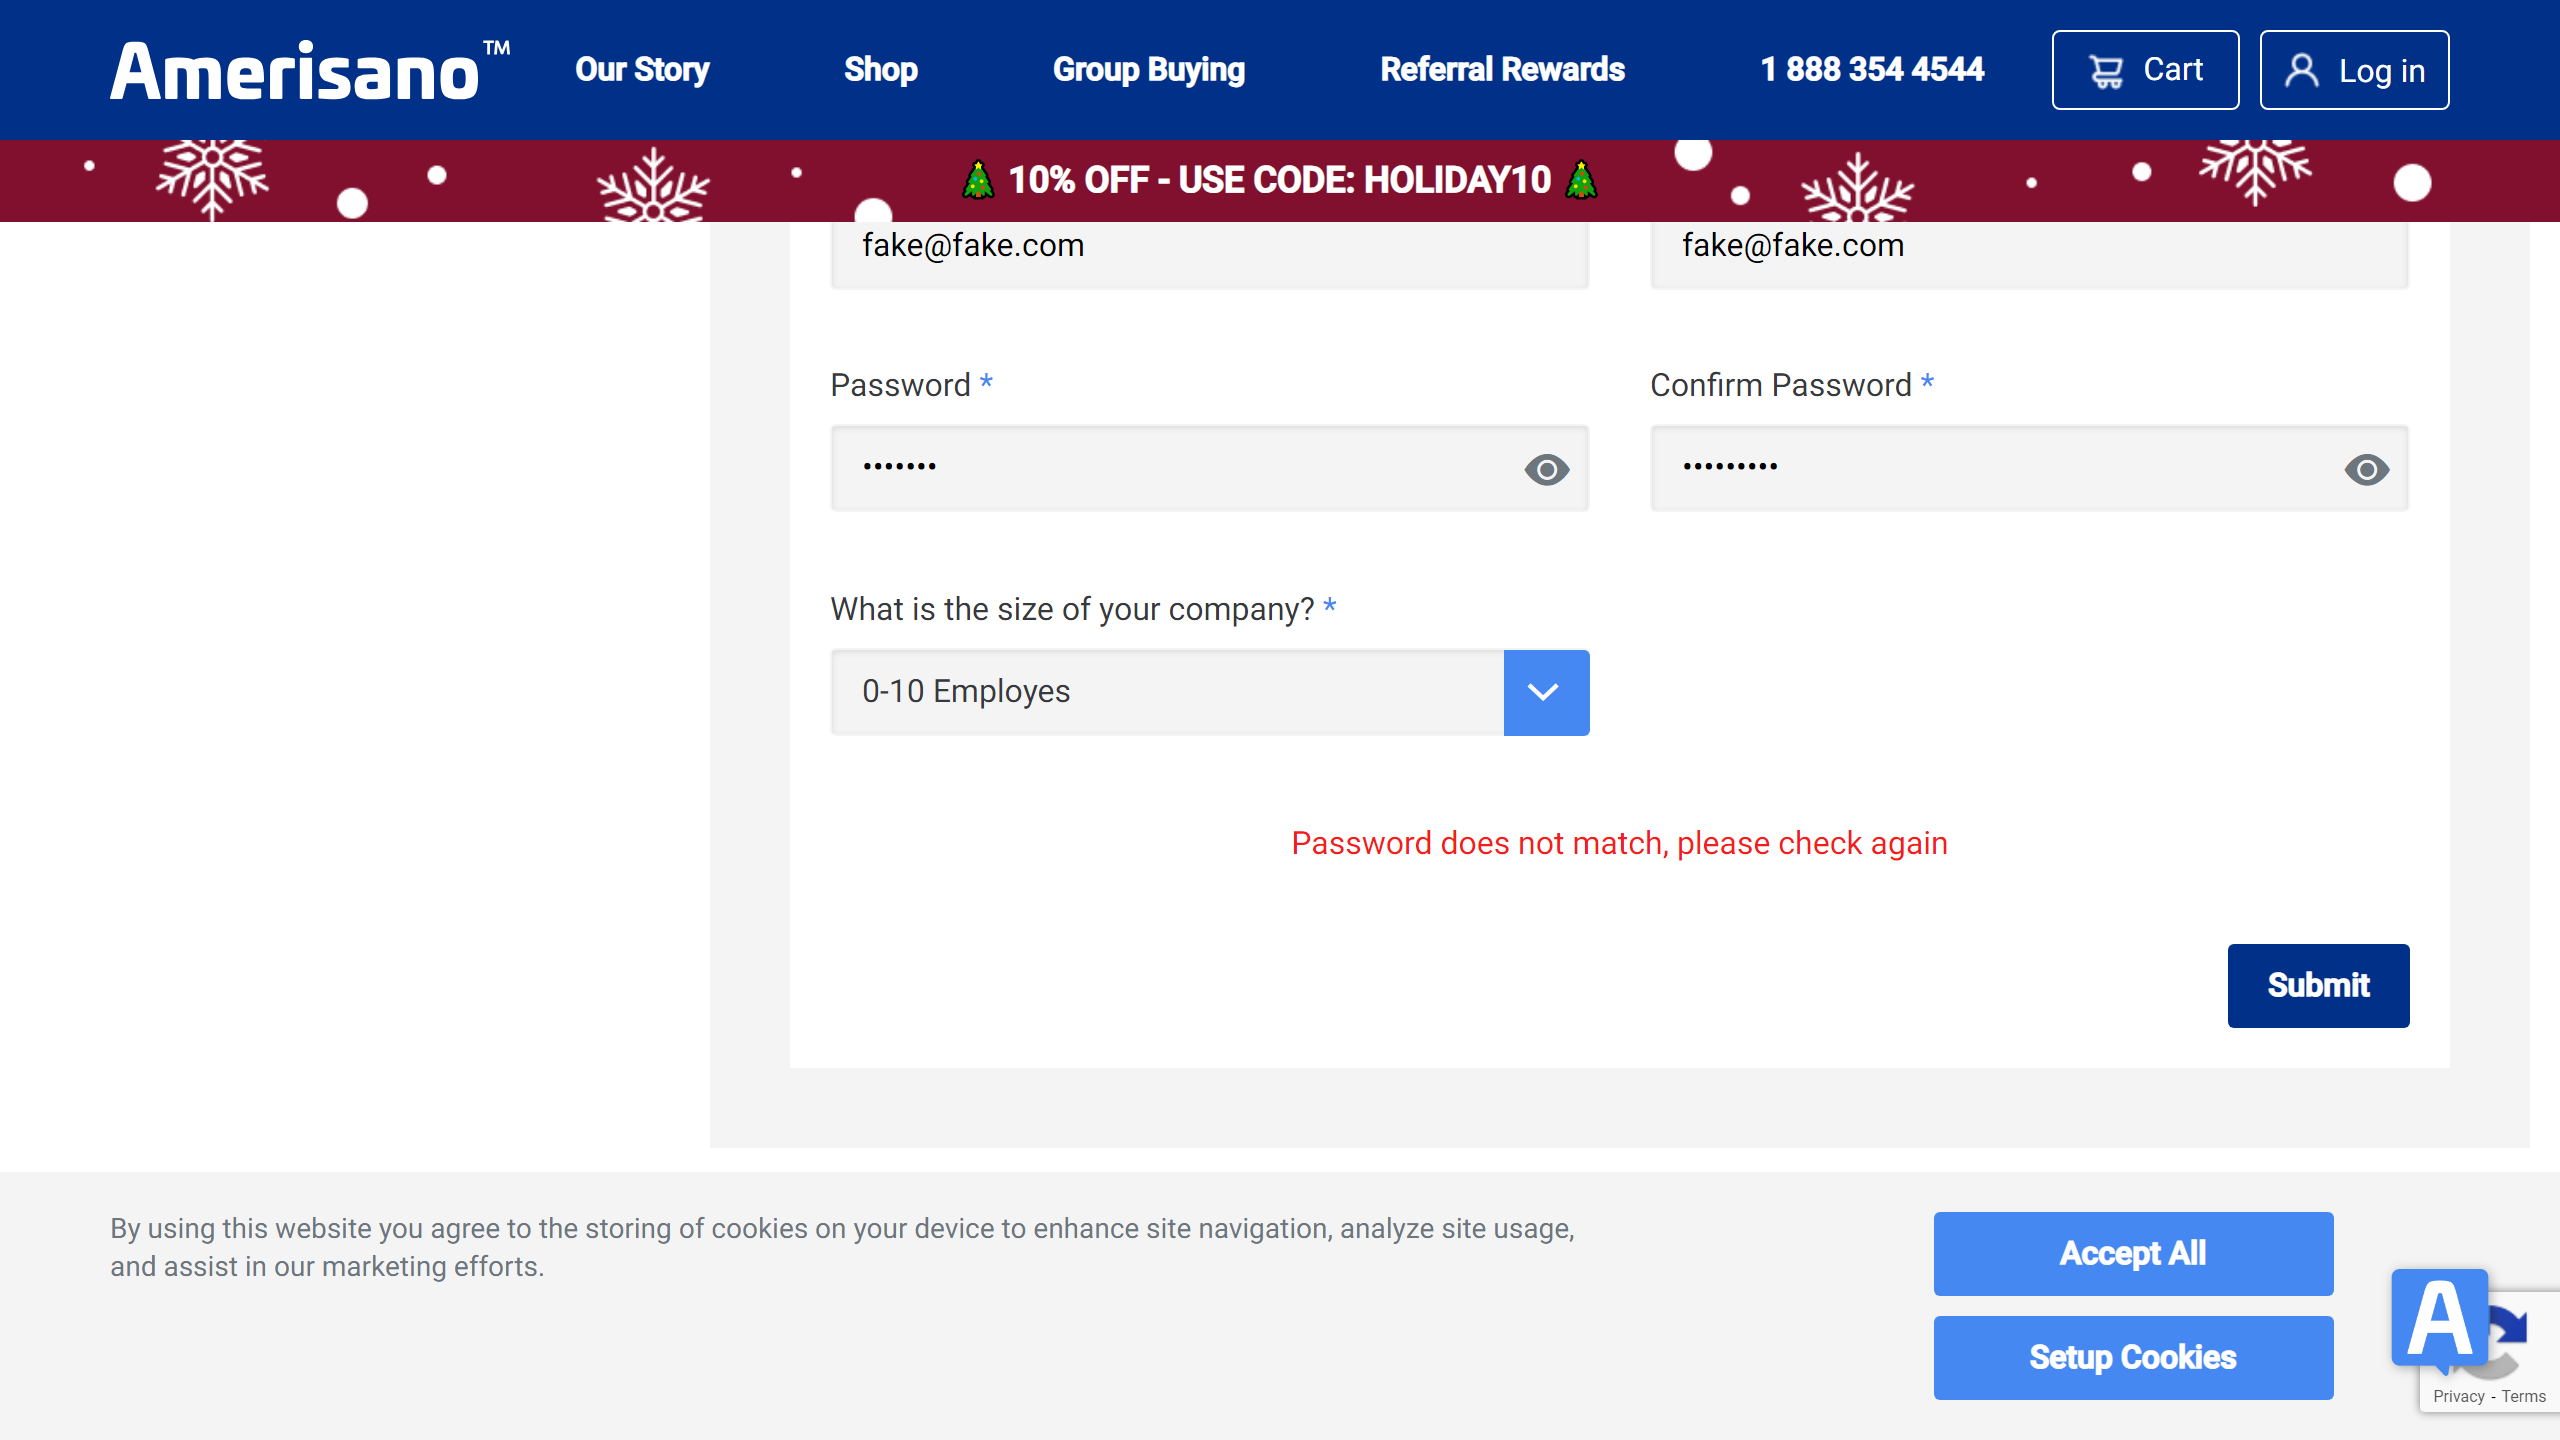 Amerisano™
Our Story
Shop
Group Buying
Referral Rewards
1 888 354 4544
Cart
Log in
10% OFF - USE CODE: HOLIDAY10
fake@fake.com
fake@fake.com
Password *
Confirm Password *
•••••••
•••••••••
What is the size of your company? *
0-10 Employes
Password does not match, please check again
Submit
By using this website you agree to the storing of cookies on your device to enhance site navigation, analyze site usage,
and assist in our marketing efforts.
Accept All
Setup Cookies
A
Privacy - Terms